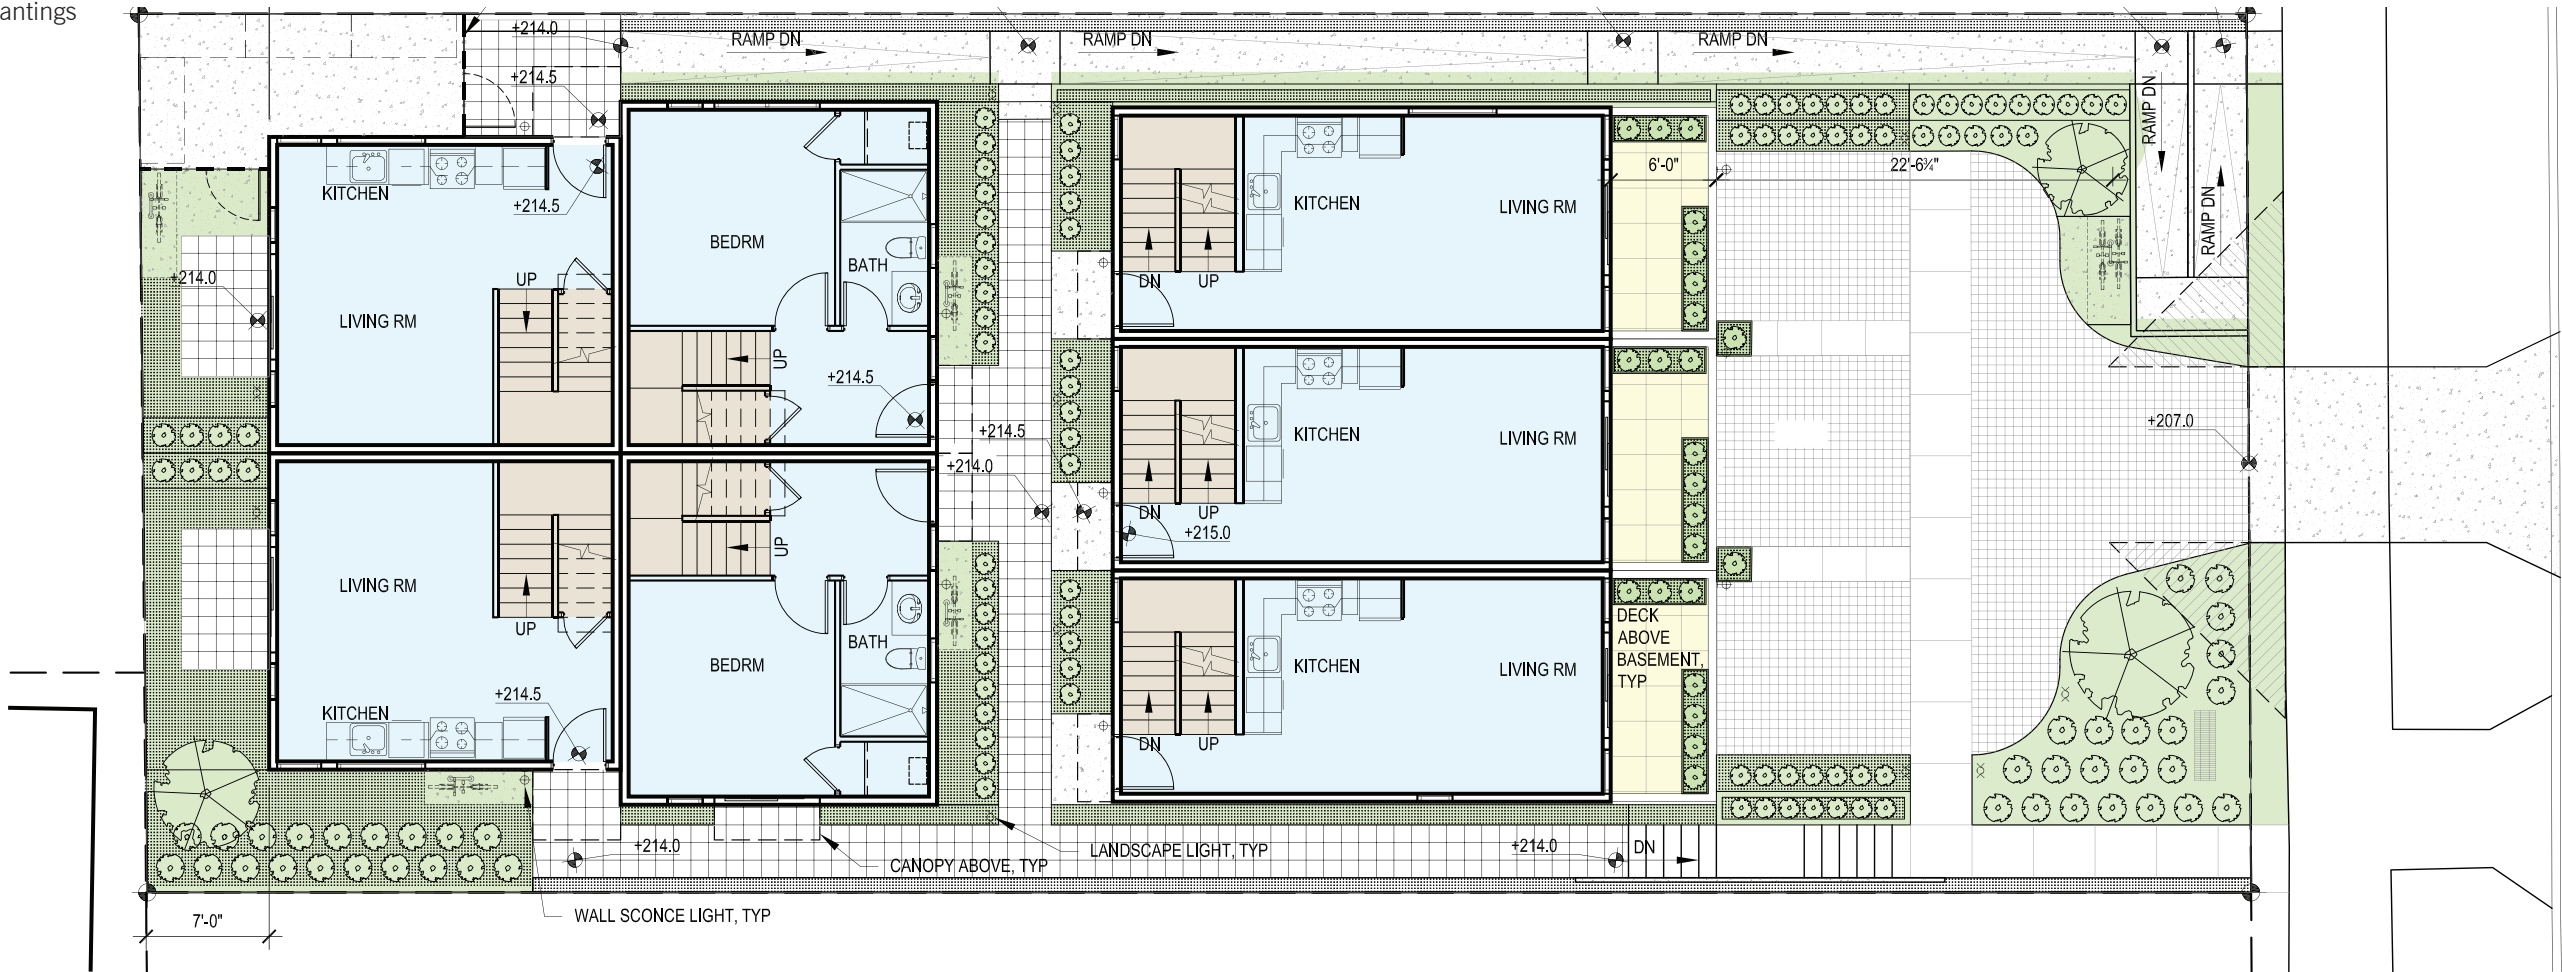 antings
+214.0
RAMP DN
RAMP DN
RAMP DN
+214.5
RAMP DN
RAMP DN
6'-0"
22'-6¾"
KITCHEN
+214.5
KITCHEN
LIVING RM
BEDRM
BATH
+214.0
UP
LIVING RM
DN
UP
UP
+214.5
+214.5
+214.0
KITCHEN
LIVING RM
+207.0
DN
UP
+215.0
UP
LIVING RM
UP
BEDRM
BATH
+214.5
KITCHEN
KITCHEN
LIVING RM
DN
UP
DECK
ABOVE
BASEMENT,
TYP
+214.0
CANOPY ABOVE, TYP
LANDSCAPE LIGHT, TYP
+214.0
DN
7'-0"
WALL SCONCE LIGHT, TYP